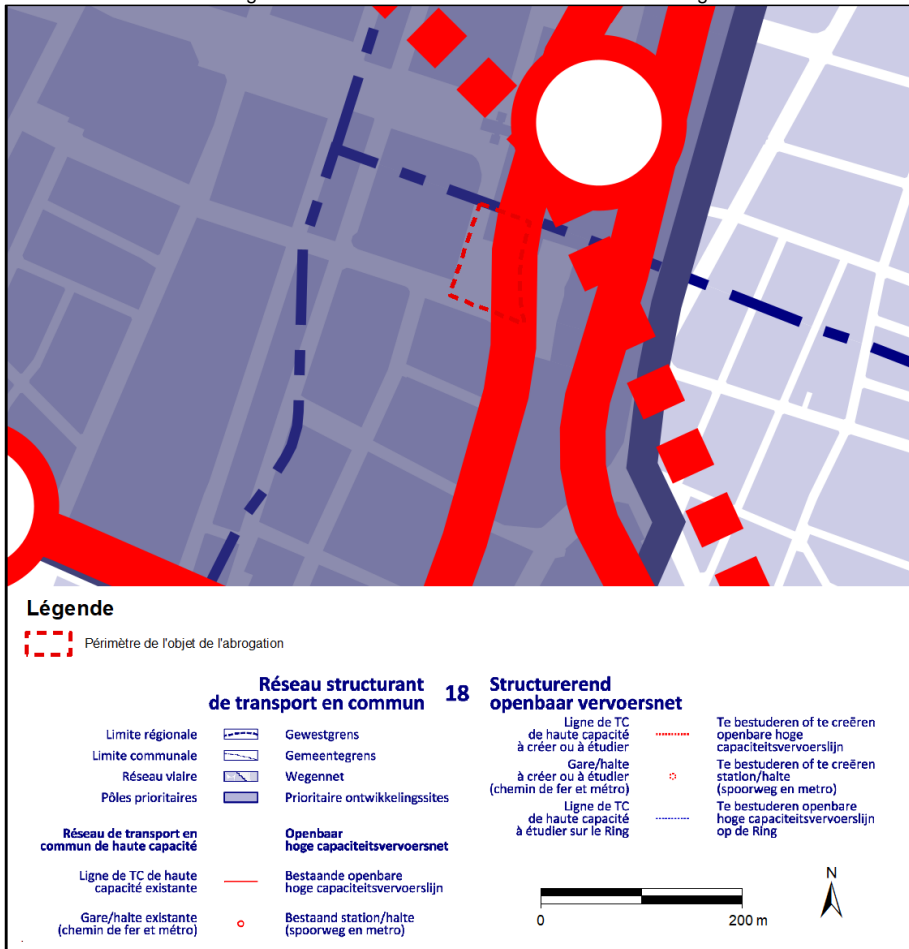 Légende
Périmètre de l'objet de l'abrogation
Réseau structurant
de transport en commun
18
Structurerend
openbaar vervoersnet
Limite régionale
Gewestgrens
Limite communale
Gemeentegrens
Réseau viaire
Wegennet
Pôles prioritaires
Prioritaire ontwikkelingssites
Réseau de transport en
commun de haute capacité
Openbaar
hoge capaciteitsvervoersnet
Ligne de TC de haute
capacité existante
Bestaande openbare
hoge capaciteitsvervoerslijn
Gare/halte existante
(chemin de fer et métro)
Bestaand station/halte
(spoorweg en metro)
Ligne de TC
de haute capacité
à créer ou à étudier
Te bestuderen of te creëren
openbare hoge
capaciteitsvervoerslijn
Gare/halte
à créer ou à étudier
(chemin de fer et métro)
Te bestuderen of te creëren
station/halte
(spoorweg en metro)
Ligne de TC
de haute capacité
à étudier sur le Ring
Te bestuderen openbare
hoge capaciteitsvervoerslijn
op de Ring
0
200 m
N